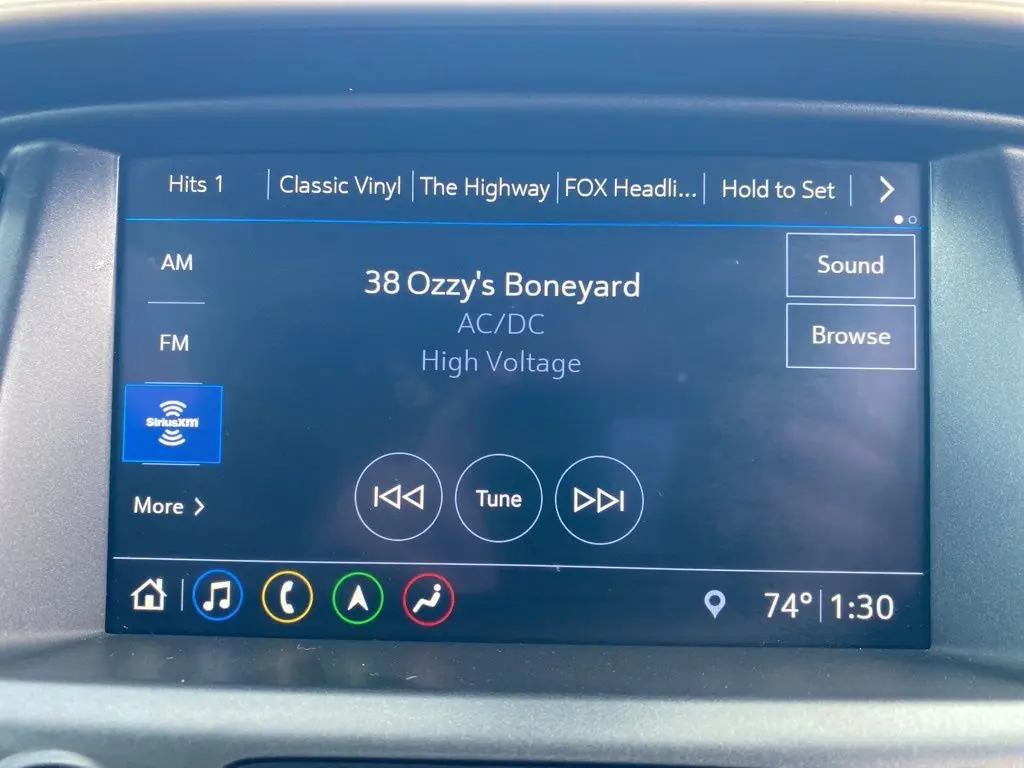 Hits 1 Classic Vinyl The Highway FOX Headli... Hold to Set
AM
38 Ozzy's Boneyard
Sound
AC/DC
FM
Browse
High Voltage
SiriusXM
More
Tune
74° 1:30